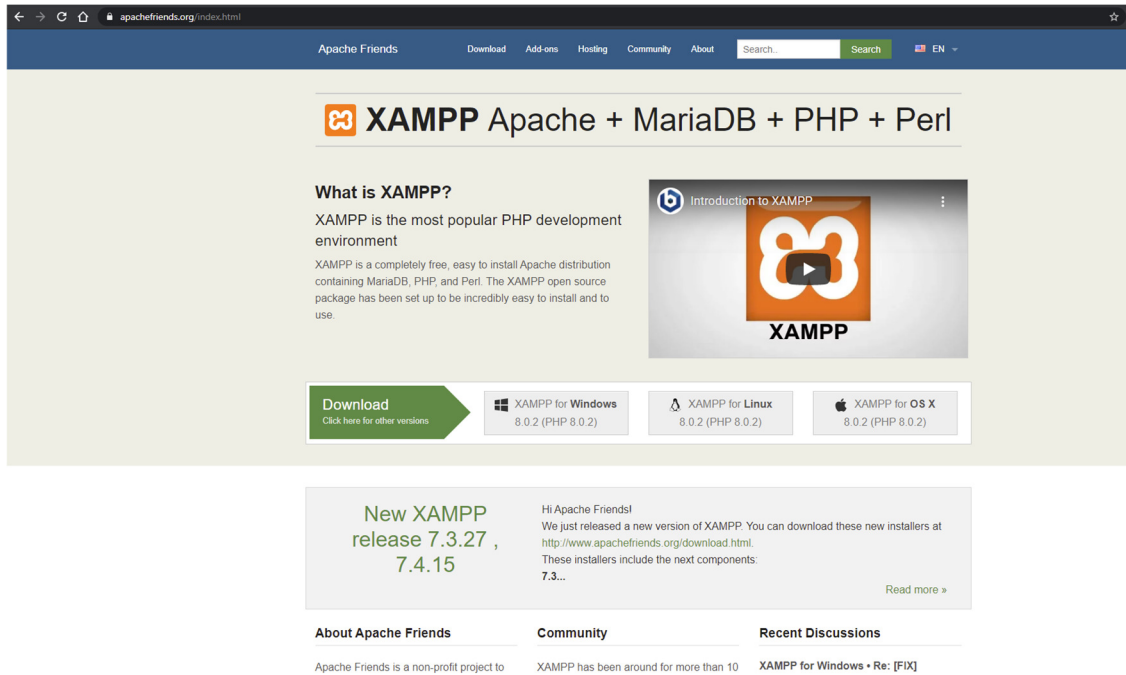 apachefriends.org/index.html
Apache Friends Download Add-ons Hosting Community About Search.. Search EN
XAMPP Apache + MariaDB + PHP + Perl
What is XAMPP?
XAMPP is the most popular PHP development
environment
XAMPP is a completely free, easy to install Apache distribution
containing MariaDB, PHP, and Perl. The XAMPP open source
package has been set up to be incredibly easy to install and to
use.
Introduction to XAMPP
XAMPP
Download
Click here for other versions
XAMPP for Windows
8.0.2 (PHP 8.0.2)
XAMPP for Linux
8.0.2 (PHP 8.0.2)
XAMPP for OS X
8.0.2 (PHP 8.0.2)
New XAMPP
release 7.3.27 ,
7.4.15
Hi Apache Friends!
We just released a new version of XAMPP. You can download these new installers at
http://www.apachefriends.org/download.html.
These installers include the next components:
7.3...
Read more »
About Apache Friends
Apache Friends is a non-profit project to
Community
XAMPP has been around for more than 10
Recent Discussions
XAMPP for Windows • Re: [FIX]